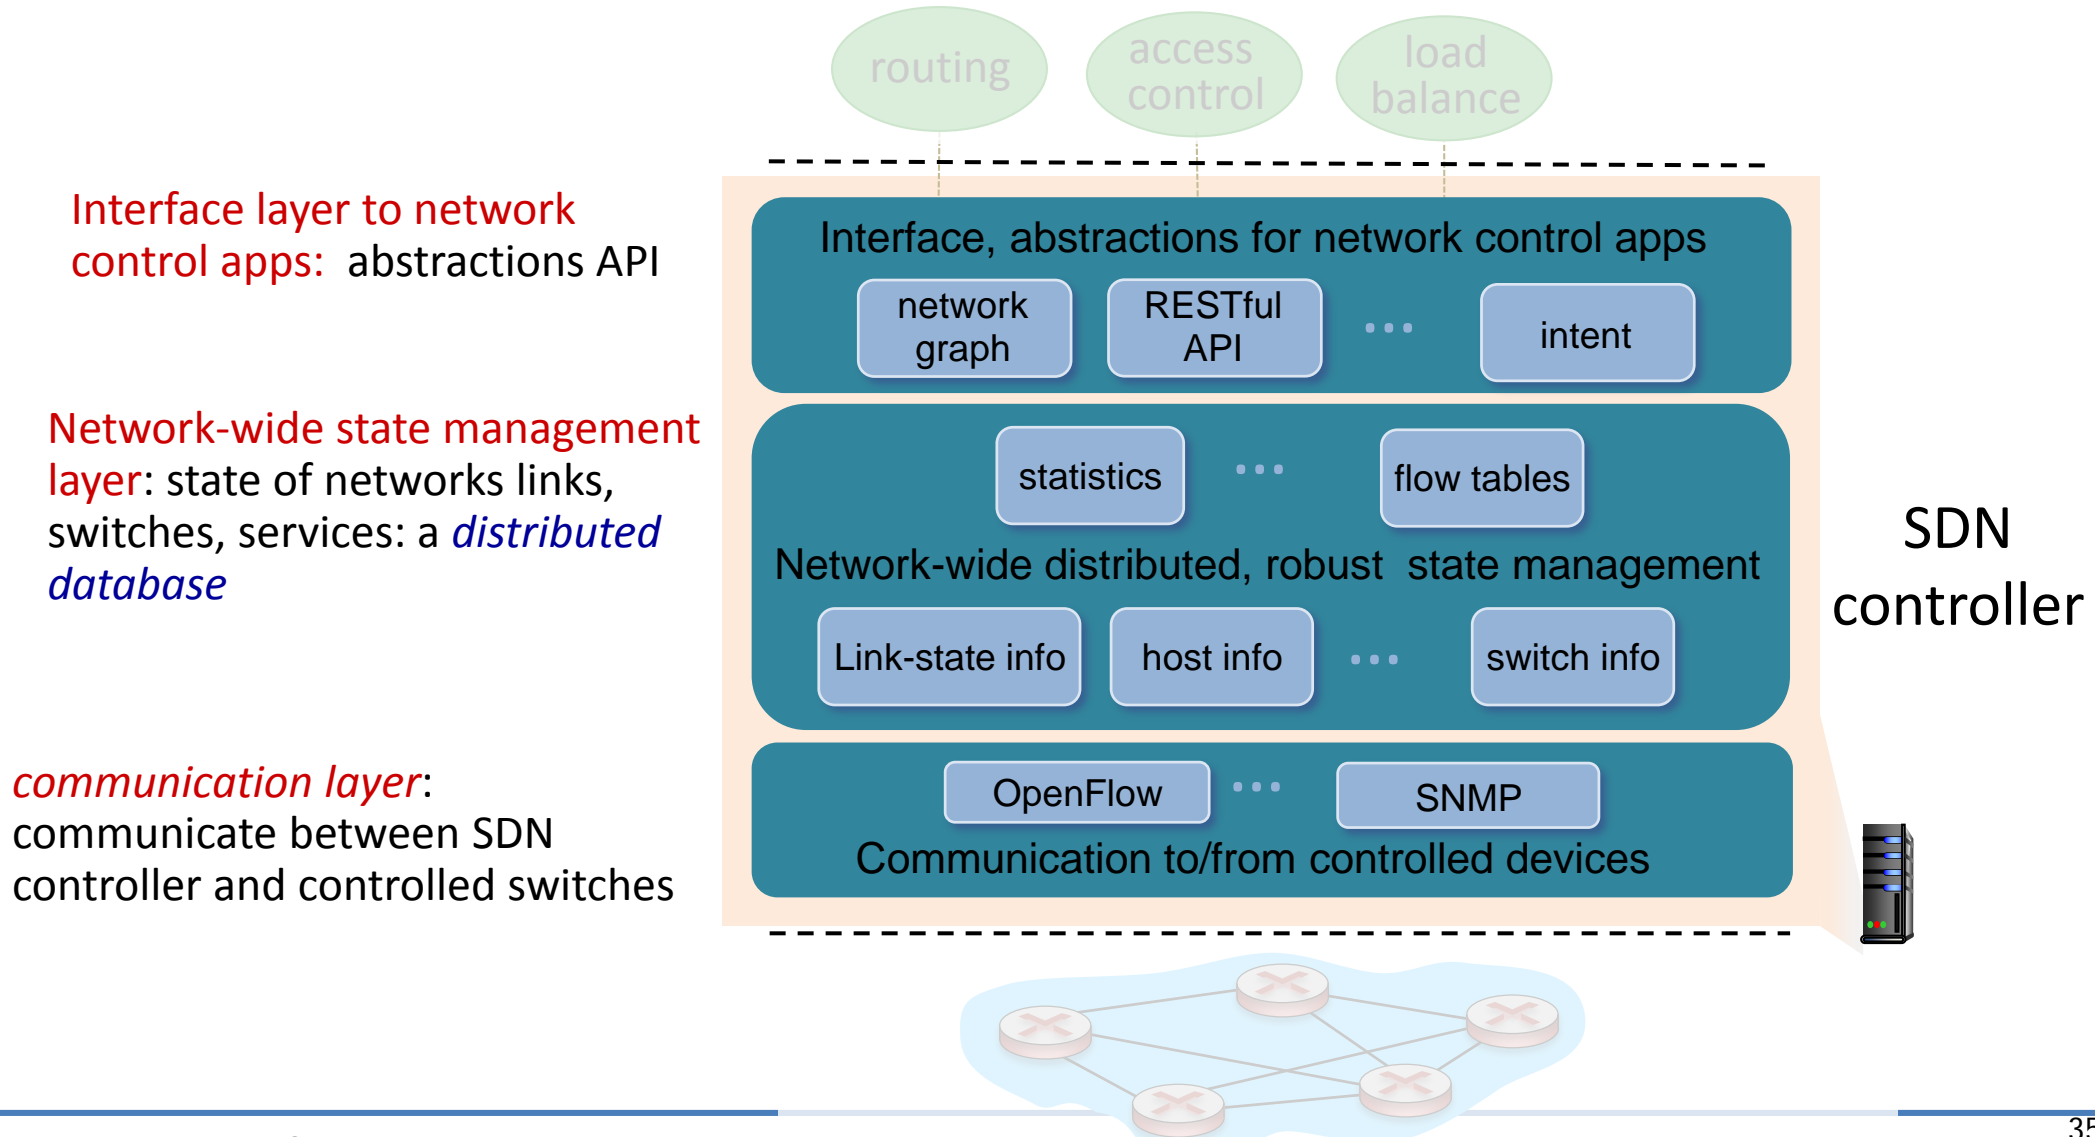 routing
access
control
load
balance
Interface layer to network
control apps: abstractions API
Interface, abstractions for network control apps
network
graph
RESTful
API
...
intent
Network-wide state management
layer: state of networks links,
switches, services: a distributed
database
statistics
...
flow tables
Network-wide distributed, robust state management
Link-state info
host info
...
switch info
SDN
controller
communication layer:
communicate between SDN
controller and controlled switches
OpenFlow
...
SNMP
Communication to/from controlled devices
35